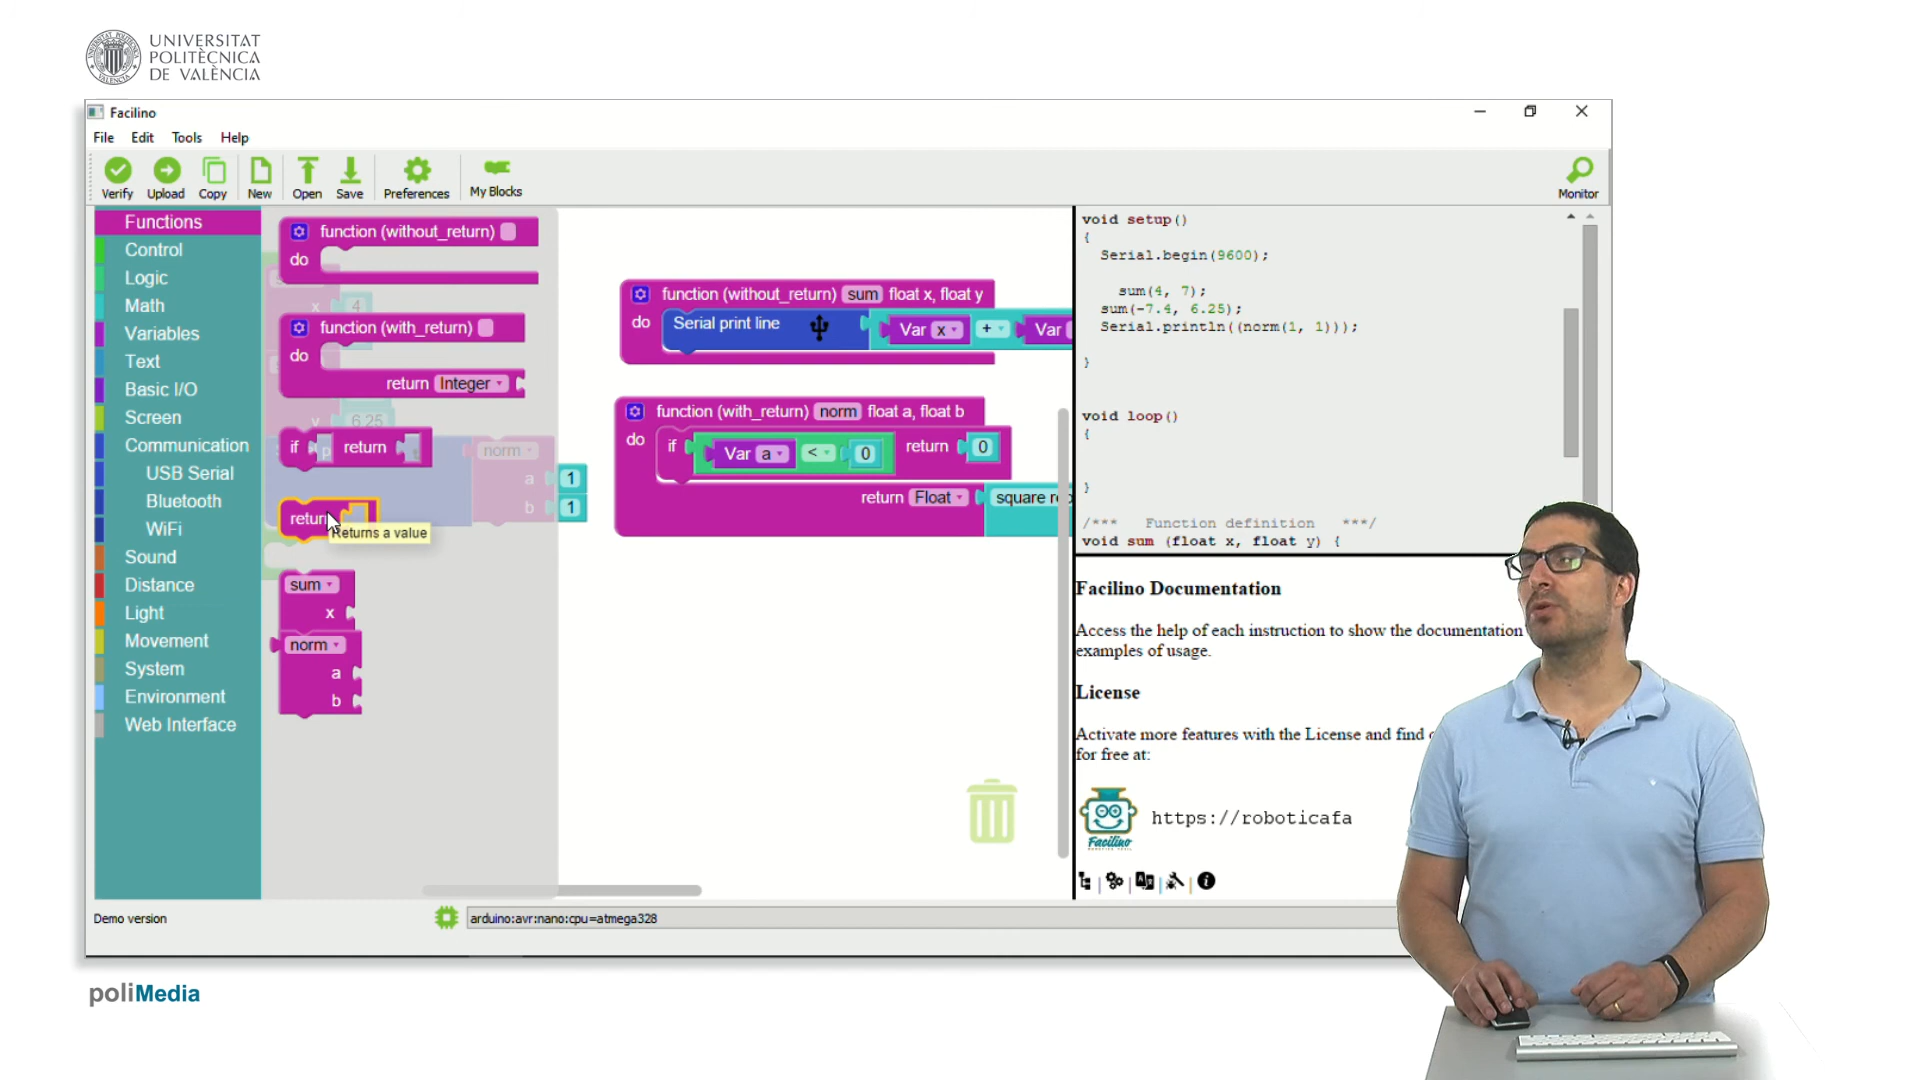 UNIVERSITAT
POLITÈCNICA
DE VALÈNCIA
Facilino
File Edit Tools Help
Verify Upload Copy New Open Save Preferences My Blocks Monitor
Functions
Control
Logic
Math
Variables
Text
Basic I/O
Screen
Communication
USB Serial
Bluetooth
WiFi
Sound
Distance
Light
Movement
System
Environment
Web Interface
function (without_return)
do
x 4
function (with_return)
do
return Integer
6.25
if return
norm
a 1
b 1
return
Returns a value
sum
x
norm
a
b
function (without_return) sum float x, float y
do Serial print line Var x + Var
function (with_return) norm float a, float b
do if Var a < 0 return 0
return Float square
void setup()
{
Serial.begin(9600);
sum(4, 7);
sum(-7.4, 6.25);
Serial.println((norm(1, 1)));
}
void loop()
{
}
/*** Function definition ***/
void sum (float x, float y) {
Facilino Documentation
Access the help of each instruction to show the documentation
examples of usage.
License
Activate more features with the License and find
for free at:
Facilino
https://roboticafa
Demo version
arduino:avr:nano:cpu=atmega328
poliMedia